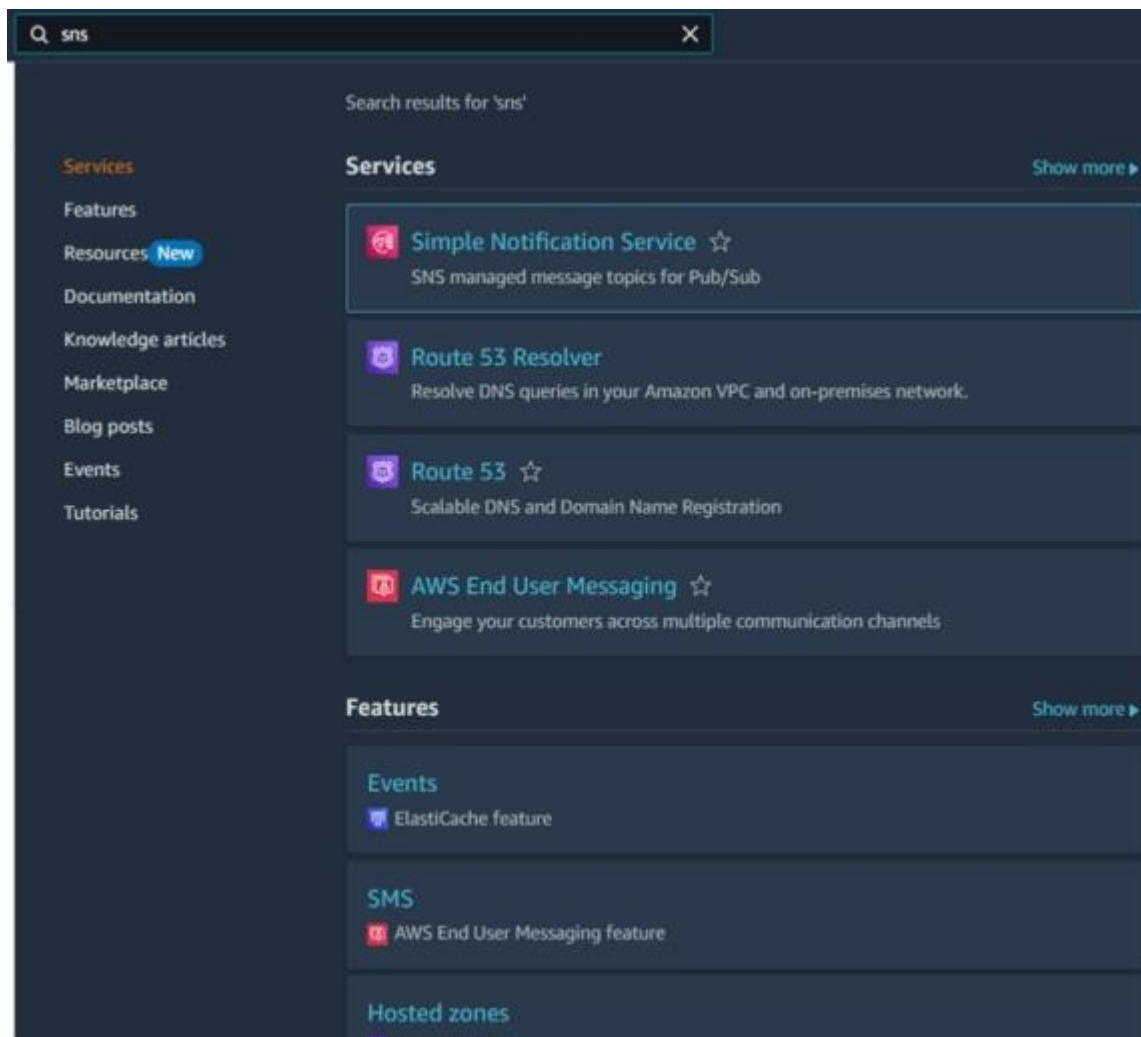 sns
Search results for 'sns'
Services
Features
Resources New
Documentation
Knowledge articles
Marketplace
Blog posts
Events
Tutorials
Services
Show more
Simple Notification Service
SNS managed message topics for Pub/Sub
Route 53 Resolver
Resolve DNS queries in your Amazon VPC and on-premises network.
Route 53
Scalable DNS and Domain Name Registration
AWS End User Messaging
Engage your customers across multiple communication channels
Features
Show more
Events
ElastiCache feature
SMS
AWS End User Messaging feature
Hosted zones